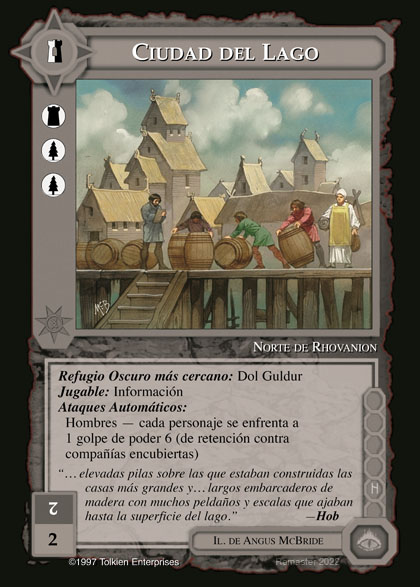 Ciudad del Lago
McB
Norte de Rhovanion
Refugio Oscuro más cercano: Dol Guldur
Jugable: Información
Ataques Automáticos:
Hombres — cada personaje se enfrenta a
1 golpe de poder 6 (de retención contra
compañías encubiertas)
“… elevadas pilas sobre las que estaban construidas las
casas más grandes y… largos embarcaderos de
madera con muchos peldaños y escalas que ajaban
hasta la superficie del lago.” —Hob
H
2
2
Il. de Angus McBride
©1997 Tolkien Enterprises
Remaster 2022